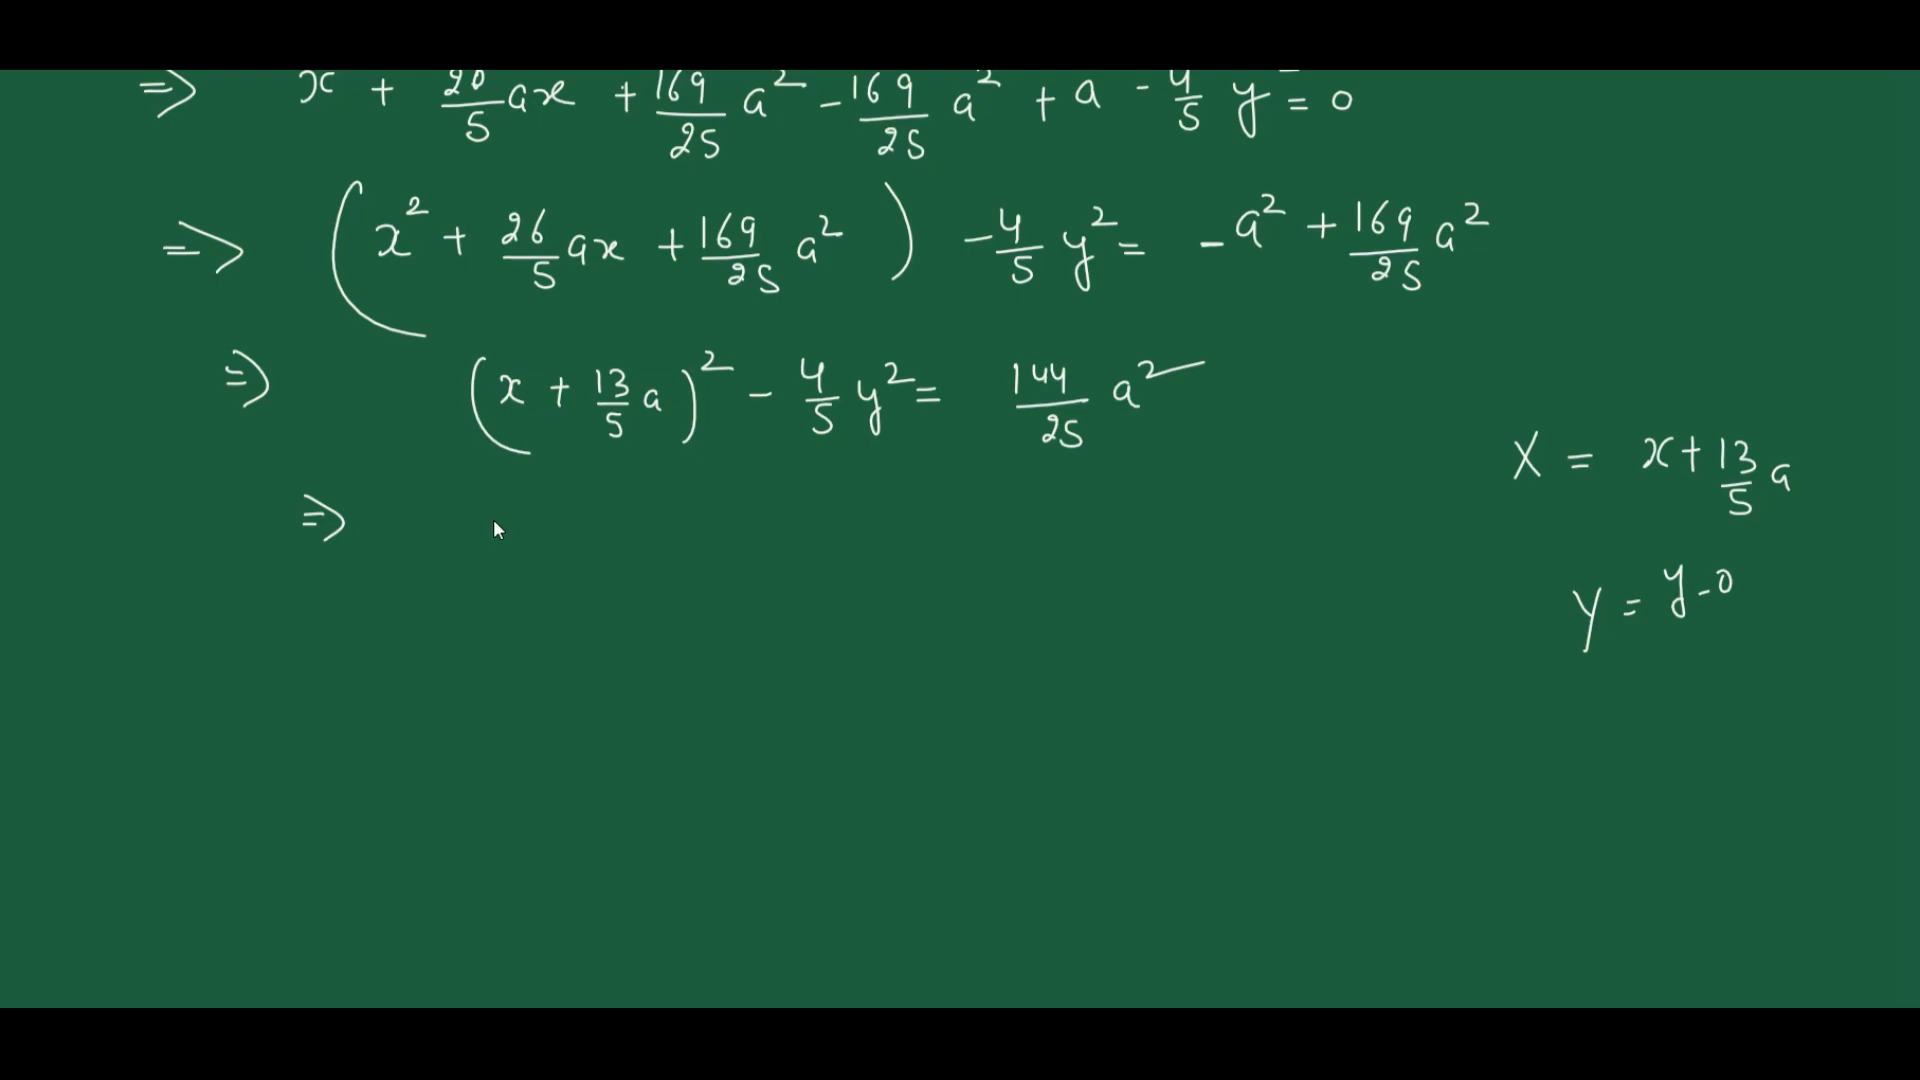 => x + 26/5 ax + 169/25 a² - 169/25 a² + a - 4/5 y = 0
=> (x² + 26/5 ax + 169/25 a²) - 4/5 y² = -a² + 169/25 a²
=> (x + 13/5 a)² - 4/5 y² = 144/25 a²
X = x + 13/5 a
=>
Y = y - 0